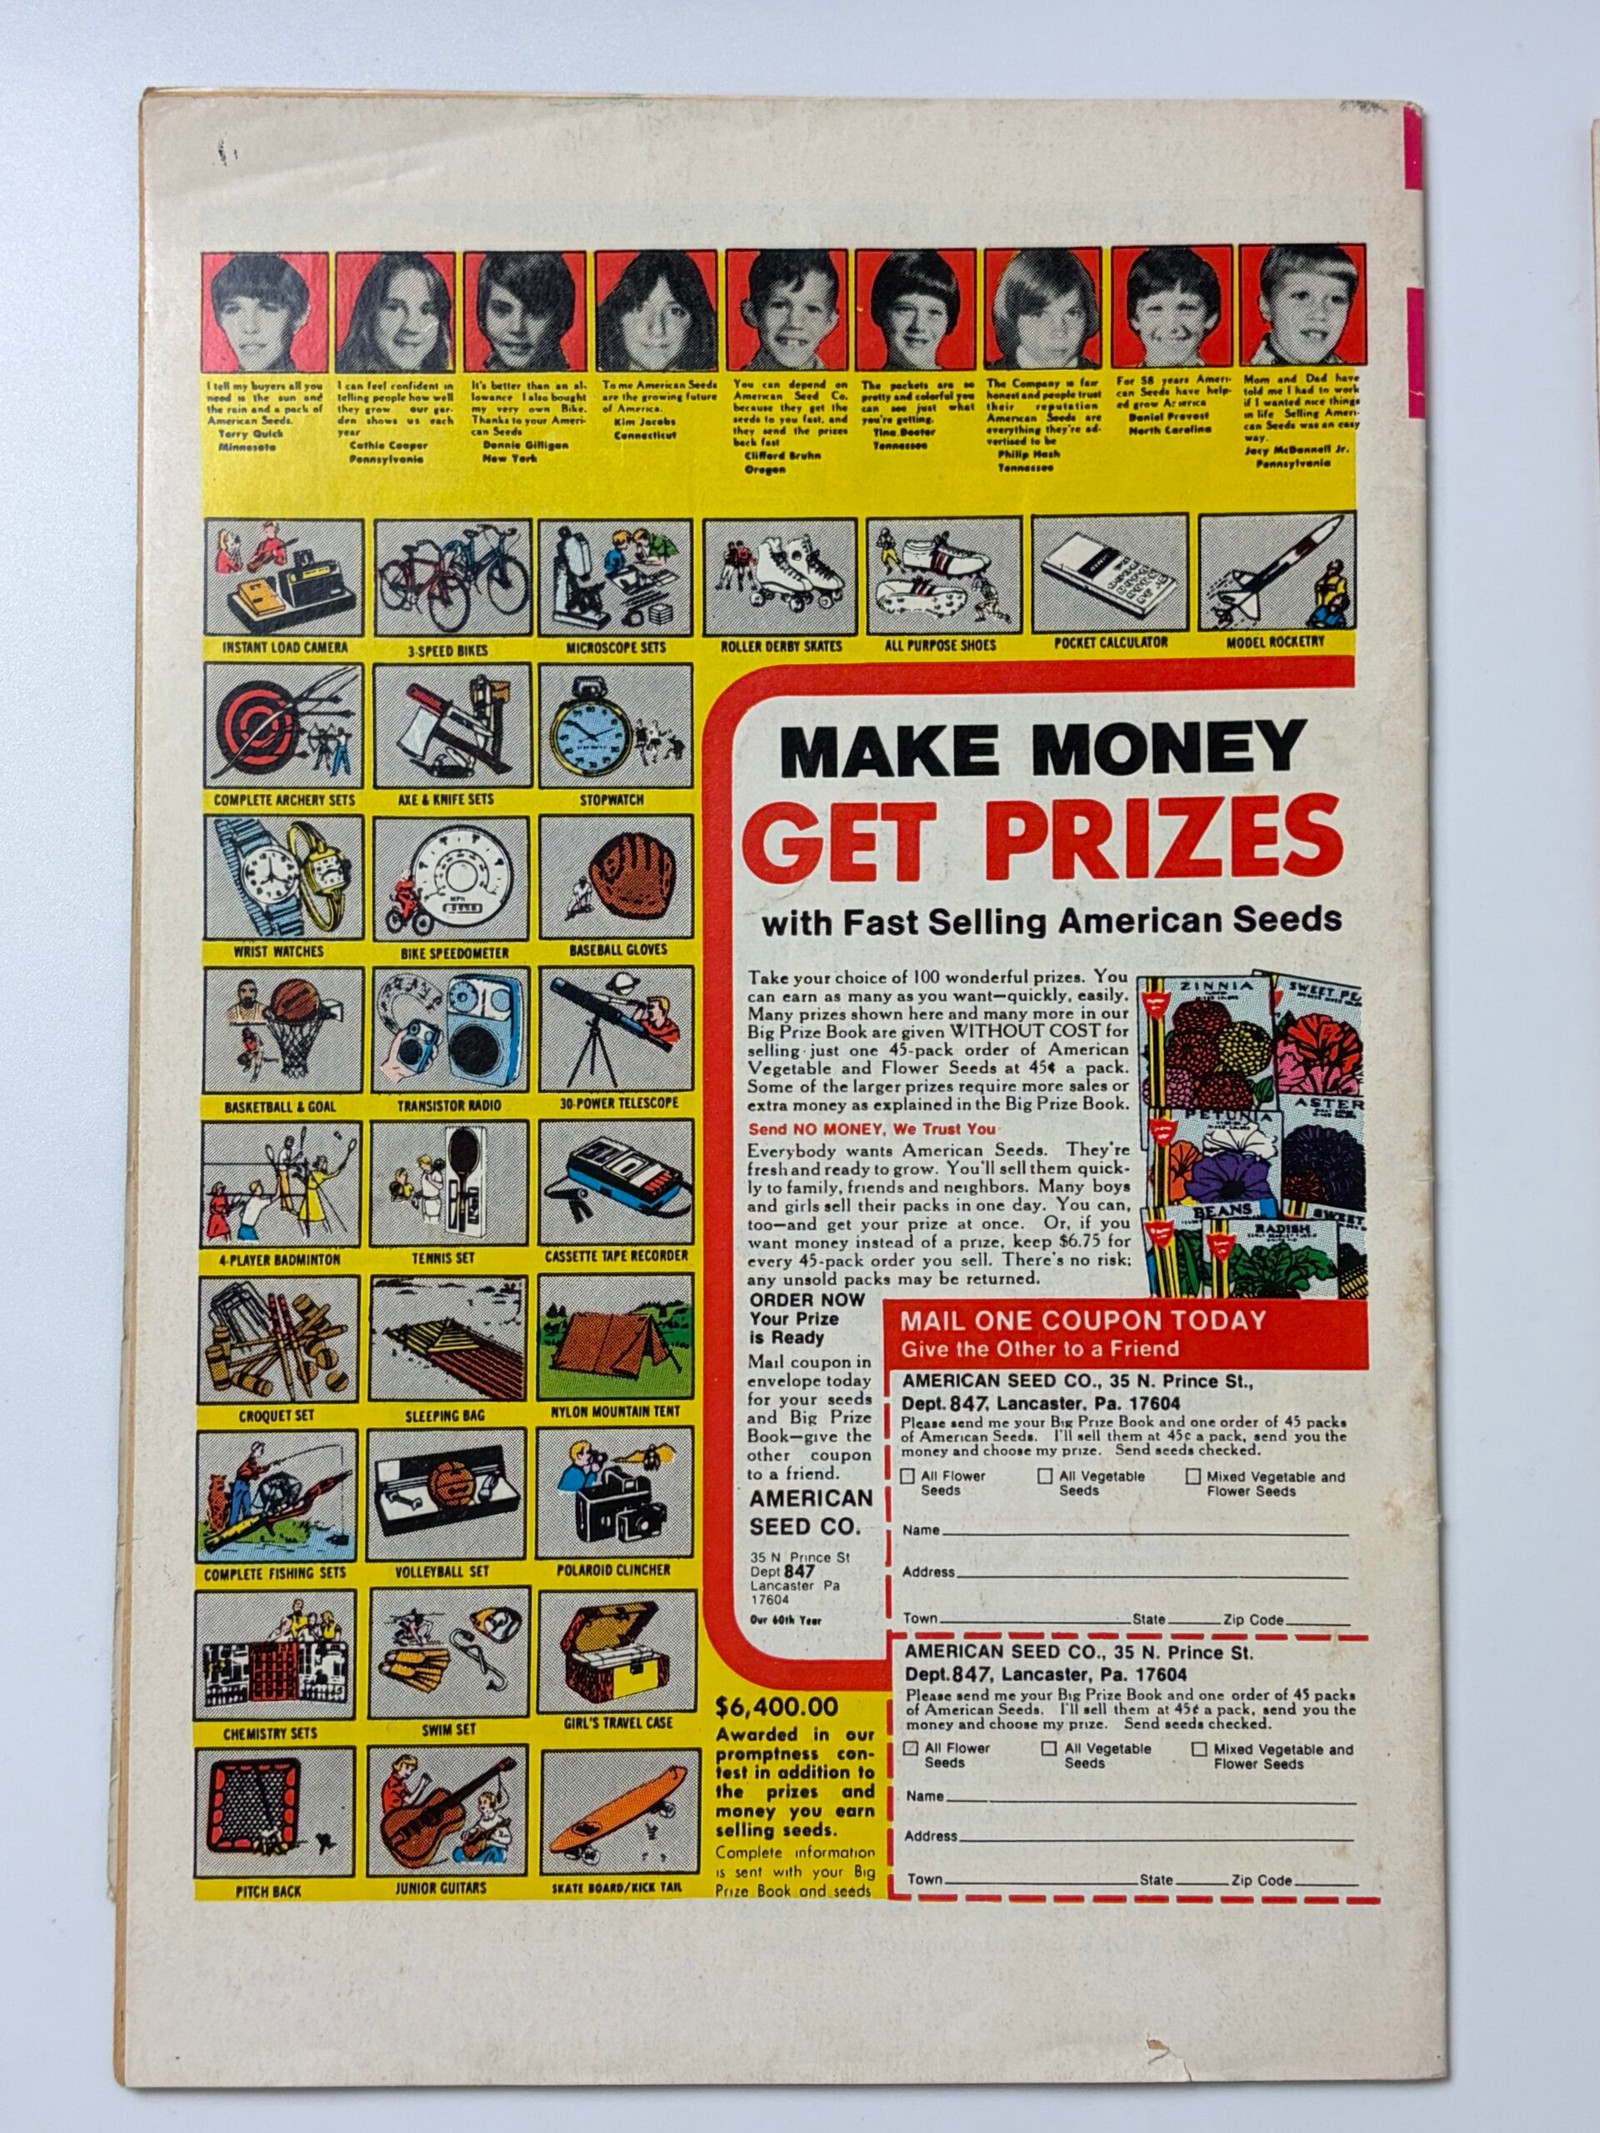 I tell my buyers all you
need is the sun and
the rain and a pack of
American Seeds.
Terry Quick
Minnesota
I can feel confident in
telling people how well
they grow our gar-
den shows us each
year
Cathie Cooper
Pennsylvania
It's better than an al-
lowance I also bought
my very own Bike.
Thanks to your Ameri-
can Seeds
Donnie Gilligan
New York
To me American Seeds
are the growing future
of America.
Kim Jacobs
Connecticut
You can depend on
American Seed Co.
because they get the
seeds to you fast, and
they send the prizes
back fast
Clifford Bruhn
Oregon
The packets are so
pretty and colorful you
can see just what
you're getting.
Tina Deeter
Tennessee
The Company is fair
honest and people trust
their reputation
American Seeds are
everything they're ad-
vertised to be
Philip Hash
Tennessee
For 58 years Ameri-
can Seeds have help-
ed grow America
Daniel Prevost
North Carolina
Mom and Dad have
told me I had to work
if I wanted nice things
in life Selling Ameri-
can Seeds was an easy
way.
Jacy McDannell Jr.
Pennsylvania
INSTANT LOAD CAMERA
3-SPEED BIKES
MICROSCOPE SETS
ROLLER DERBY SKATES
ALL PURPOSE SHOES
POCKET CALCULATOR
MODEL ROCKETRY
COMPLETE ARCHERY SETS
AXE & KNIFE SETS
STOPWATCH
WRIST WATCHES
BIKE SPEEDOMETER
BASEBALL GLOVES
BASKETBALL & GOAL
TRANSISTOR RADIO
30-POWER TELESCOPE
4-PLAYER BADMINTON
TENNIS SET
CASSETTE TAPE RECORDER
CROQUET SET
SLEEPING BAG
NYLON MOUNTAIN TENT
COMPLETE FISHING SETS
VOLLEYBALL SET
POLAROID CLINCHER
CHEMISTRY SETS
SWIM SET
GIRL'S TRAVEL CASE
PITCH BACK
JUNIOR GUITARS
SKATE BOARD/KICK TAIL
MAKE MONEY
GET PRIZES
with Fast Selling American Seeds
Take your choice of 100 wonderful prizes. You
can earn as many as you want—quickly, easily.
Many prizes shown here and many more in our
Big Prize Book are given WITHOUT COST for
selling just one 45-pack order of American
Vegetable and Flower Seeds at 45¢ a pack.
Some of the larger prizes require more sales or
extra money as explained in the Big Prize Book.
Send NO MONEY, We Trust You
Everybody wants American Seeds. They're
fresh and ready to grow. You'll sell them quick-
ly to family, friends and neighbors. Many boys
and girls sell their packs in one day. You can,
too—and get your prize at once. Or, if you
want money instead of a prize, keep $6.75 for
every 45-pack order you sell. There's no risk;
any unsold packs may be returned.
ZINNIA
SWEET PE
ASTER
PETUNIA
BEANS
RADISH
SWEET
ORDER NOW
Your Prize
is Ready
Mail coupon in
envelope today
for your seeds
and Big Prize
Book—give the
other coupon
to a friend.
AMERICAN
SEED CO.
35 N Prince St
Dept 847
Lancaster Pa
17604
Our 60th Year
MAIL ONE COUPON TODAY
Give the Other to a Friend
AMERICAN SEED CO., 35 N. Prince St.,
Dept. 847, Lancaster, Pa. 17604
Please send me your Big Prize Book and one order of 45 packs
of American Seeds. I'll sell them at 45¢ a pack, send you the
money and choose my prize. Send seeds checked.
All Flower Seeds
All Vegetable Seeds
Mixed Vegetable and Flower Seeds
Name
Address
Town State Zip Code
AMERICAN SEED CO., 35 N. Prince St.
Dept. 847, Lancaster, Pa. 17604
Please send me your Big Prize Book and one order of 45 packs
of American Seeds. I'll sell them at 45¢ a pack, send you the
money and choose my prize. Send seeds checked.
All Flower Seeds
All Vegetable Seeds
Mixed Vegetable and Flower Seeds
Name
Address
Town State Zip Code
$6,400.00
Awarded in our
promptness con-
test in addition to
the prizes and
money you earn
selling seeds.
Complete information
is sent with your Big
Prize Book and seeds